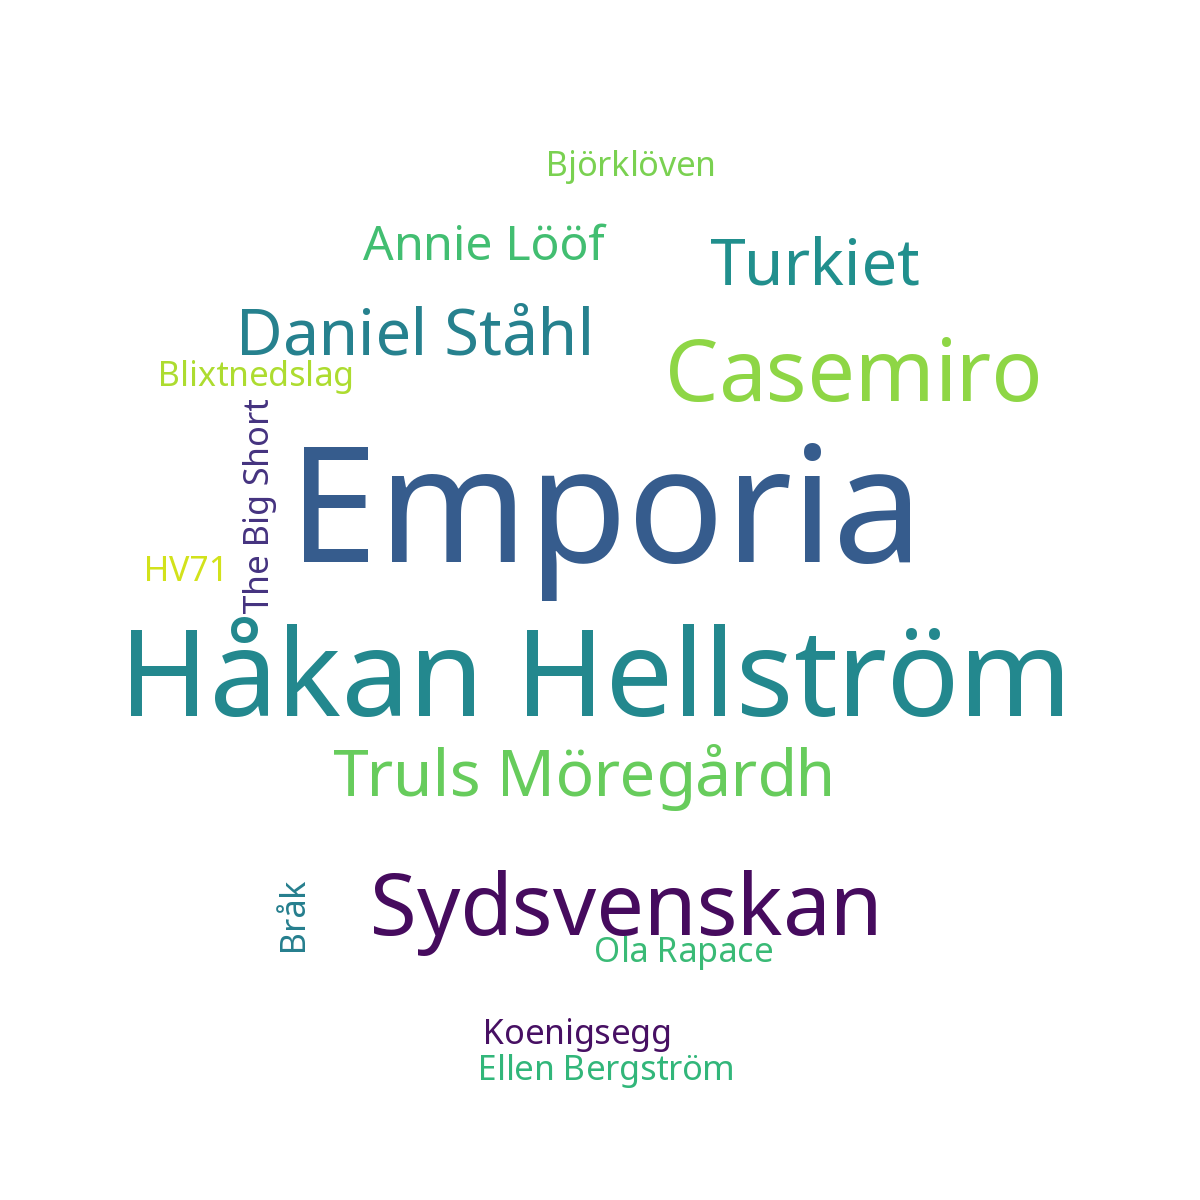 Björklöven
Annie Lööf
Turkiet
Daniel Ståhl
Casemiro
Blixtnedslag
The Big Short
Emporia
HV71
Håkan Hellström
Truls Möregårdh
Sydsvenskan
Bråk
Ola Rapace
Koenigsegg
Ellen Bergström